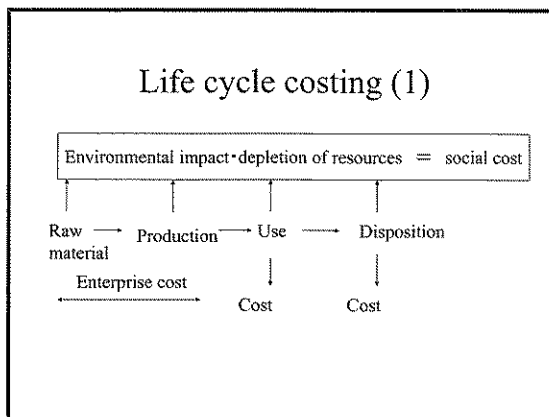 Life cycle costing (1)
Environmental impact・depletion of resources = social cost
Raw material
Production
Use
Disposition
Enterprise cost
Cost
Cost